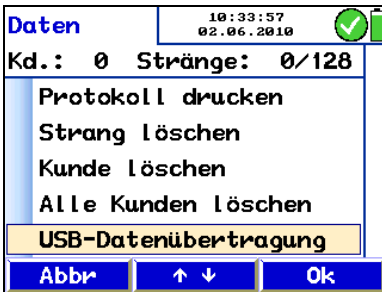 Daten
10:33:57
02.06.2010
Kd.: 0 Stränge: 0/128
Protokoll drucken
Strang löschen
Kunde löschen
Alle Kunden löschen
USB-Datenübertragung
Abbr ↑ ↓ Ok